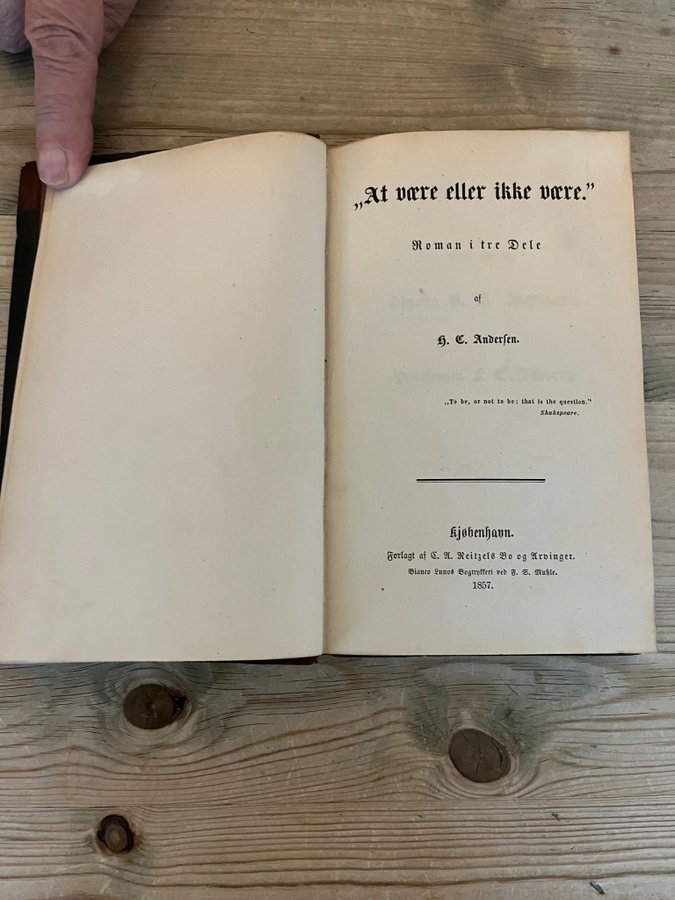 „At være eller ikke være.”
Roman i tre Dele
af
H. C. Andersen.
„To be, or not to be: that is the question.”
Shakspeare.
Kjøbenhavn.
Forlagt af C. A. Reitzels Bo og Arvinger.
Bianco Lunos Bogtrykkeri ved F. S. Muhle.
1857.